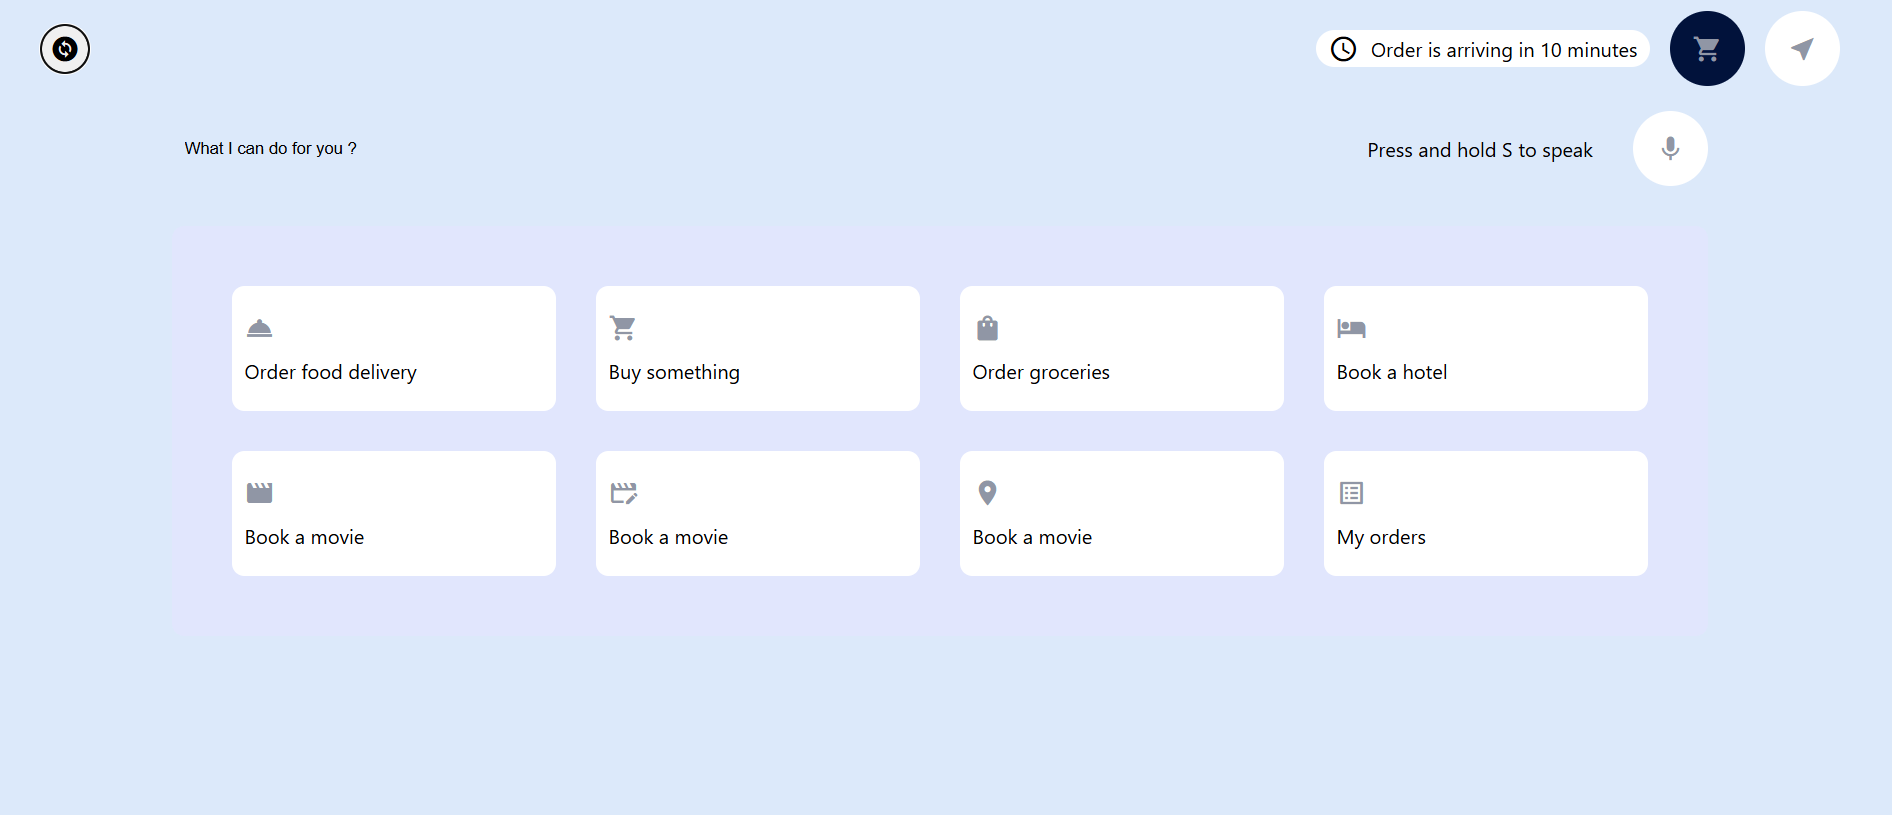 Order is arriving in 10 minutes
What I can do for you ?
Press and hold S to speak
Order food delivery
Buy something
Order groceries
Book a hotel
Book a movie
Book a movie
Book a movie
My orders